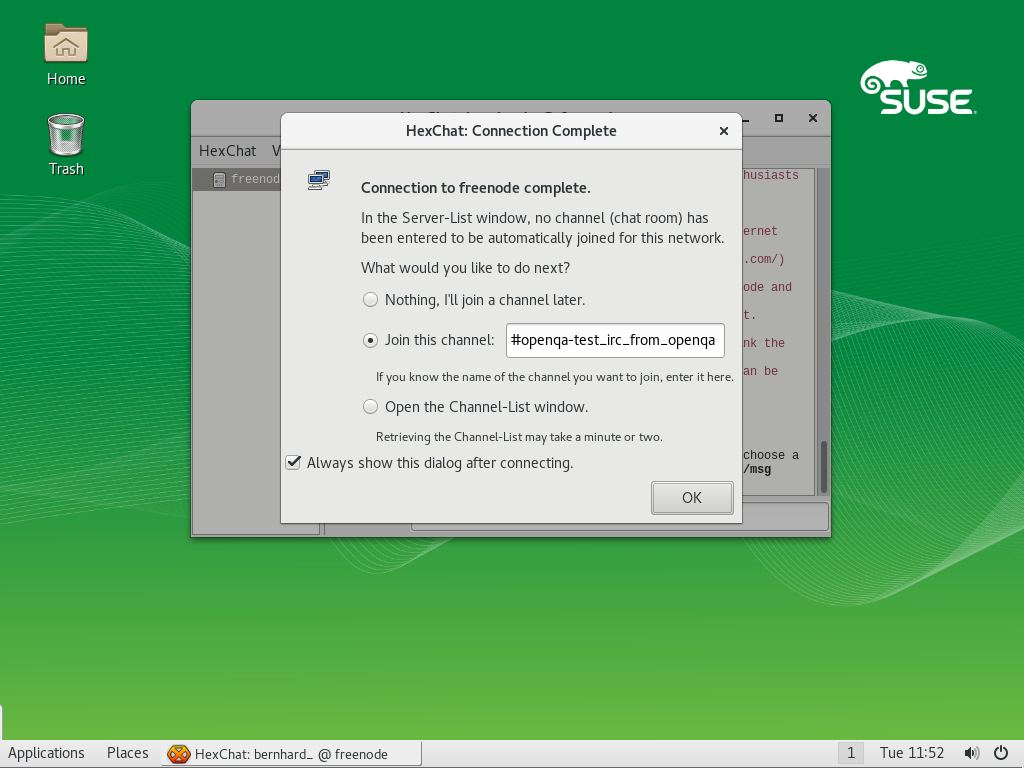 Home
Trash
SUSE
HexChat: Connection Complete
HexChat
freenod
husiasts
Connection to freenode complete.
In the Server-List window, no channel (chat room) has
been entered to be automatically joined for this network.
ernet
.com/)
What would you like to do next?
ode and
Nothing, I'll join a channel later.
t.
Join this channel:
#openqa-test_irc_from_openqa
nk the
If you know the name of the channel you want to join, enter it here.
an be
Open the Channel-List window.
Retrieving the Channel-List may take a minute or two.
choose a
Always show this dialog after connecting.
/msg
OK
Applications Places HexChat: bernhard_ @ freenode 1 Tue 11:52